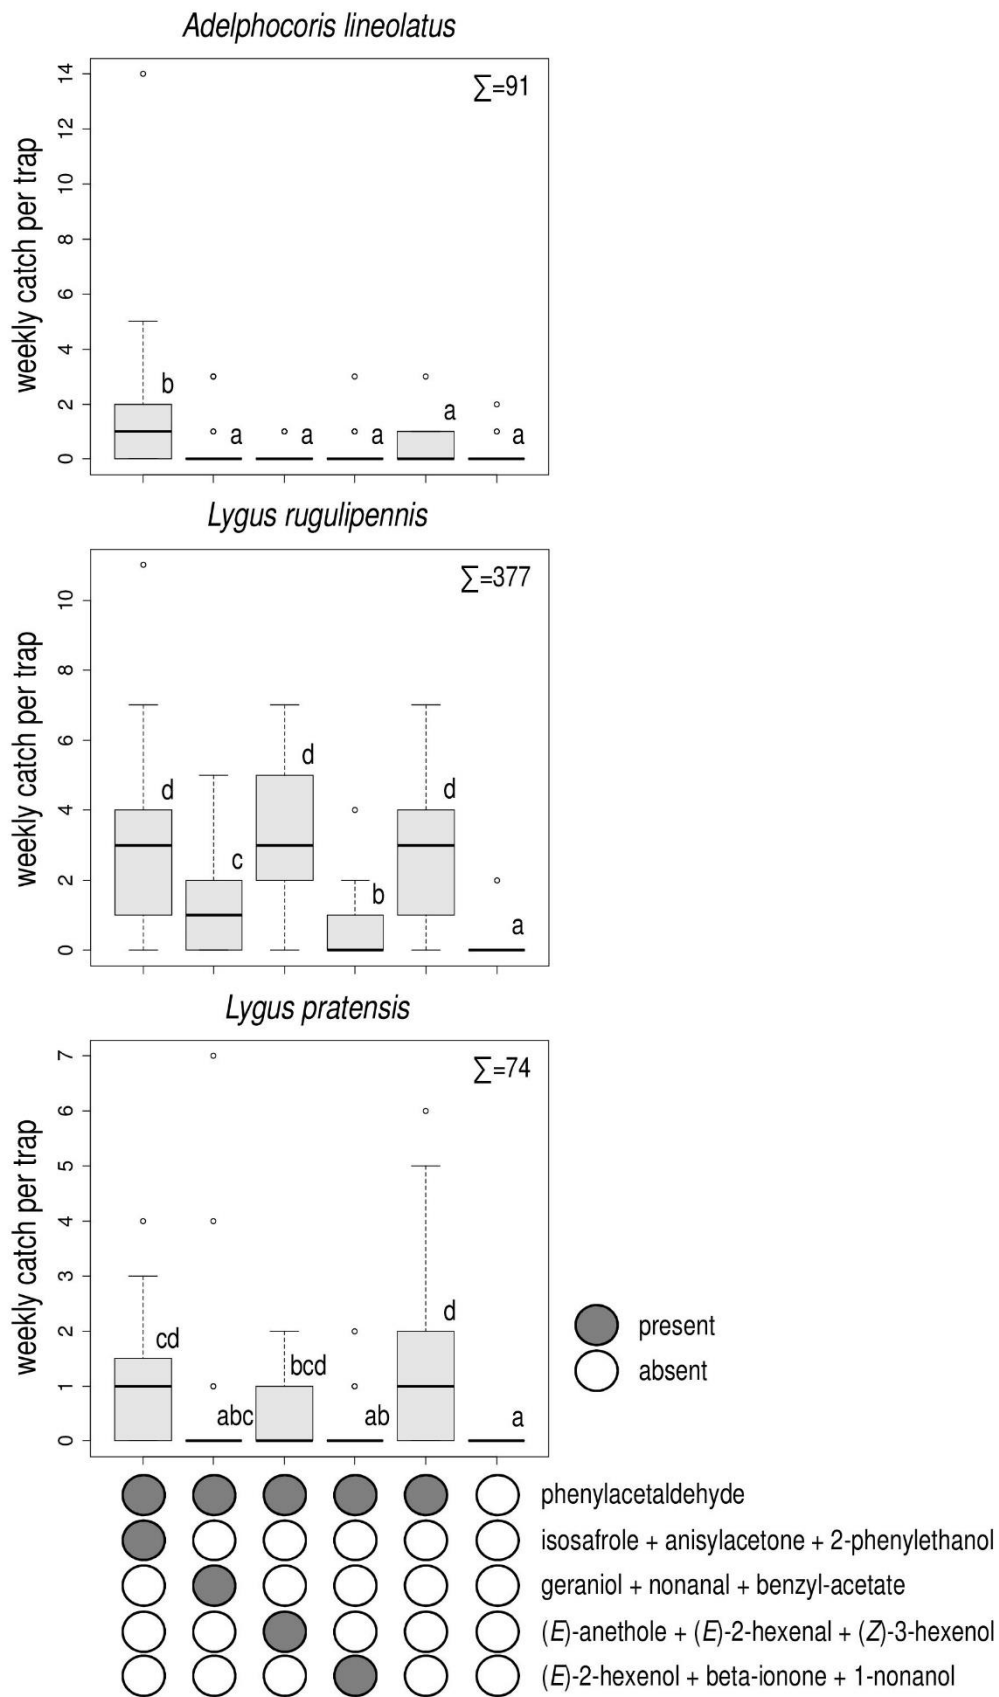 Adelphocoris lineolatus
∑=91
weekly catch per trap
14
12
10
8
6
4
2
0
b
a
a
a
a
a
Lygus rugulipennis
∑=377
weekly catch per trap
10
8
6
4
2
0
d
c
d
b
d
a
Lygus pratensis
∑=74
weekly catch per trap
7
6
5
4
3
2
1
0
cd
abc
bcd
ab
d
a
present
absent
phenylacetaldehyde
isosafrole + anisylacetone + 2-phenylethanol
geraniol + nonanal + benzyl-acetate
(E)-anethole + (E)-2-hexenal + (Z)-3-hexenol
(E)-2-hexenol + beta-ionone + 1-nonanol